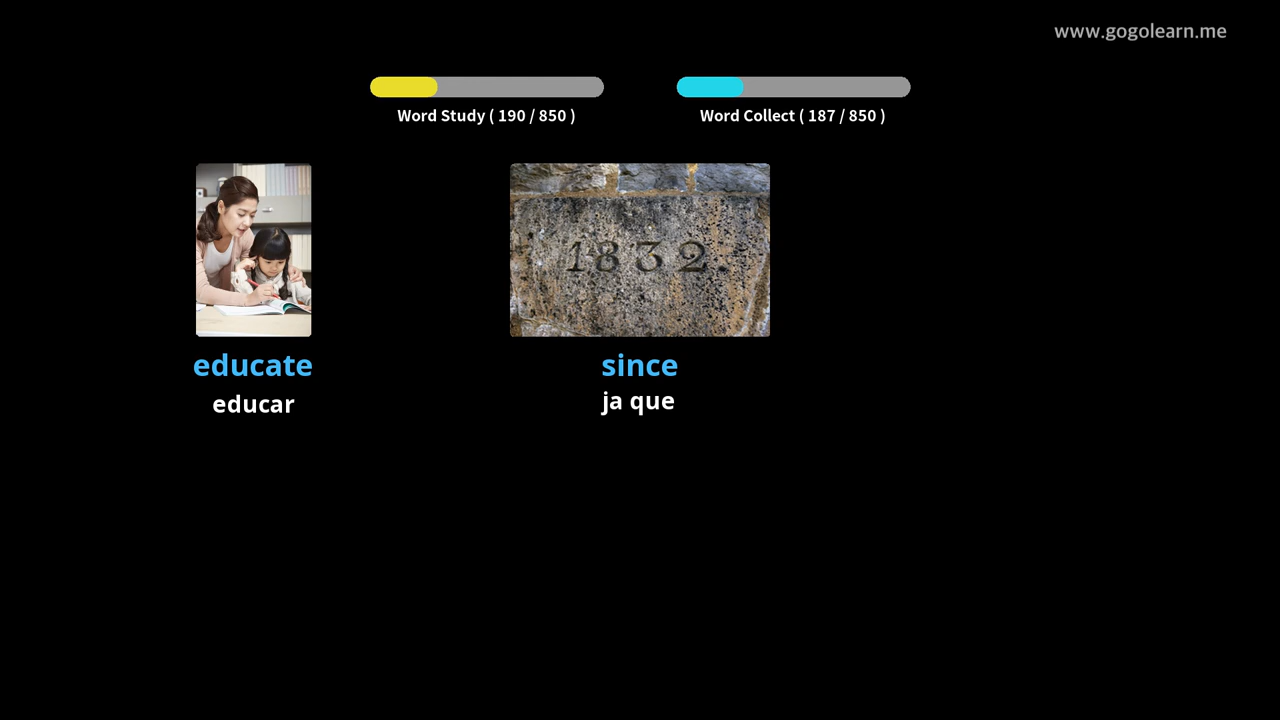 www.gogolearn.me
Word Study ( 190 / 850 )
Word Collect ( 187 / 850 )
1832
educate
educar
since
ja que